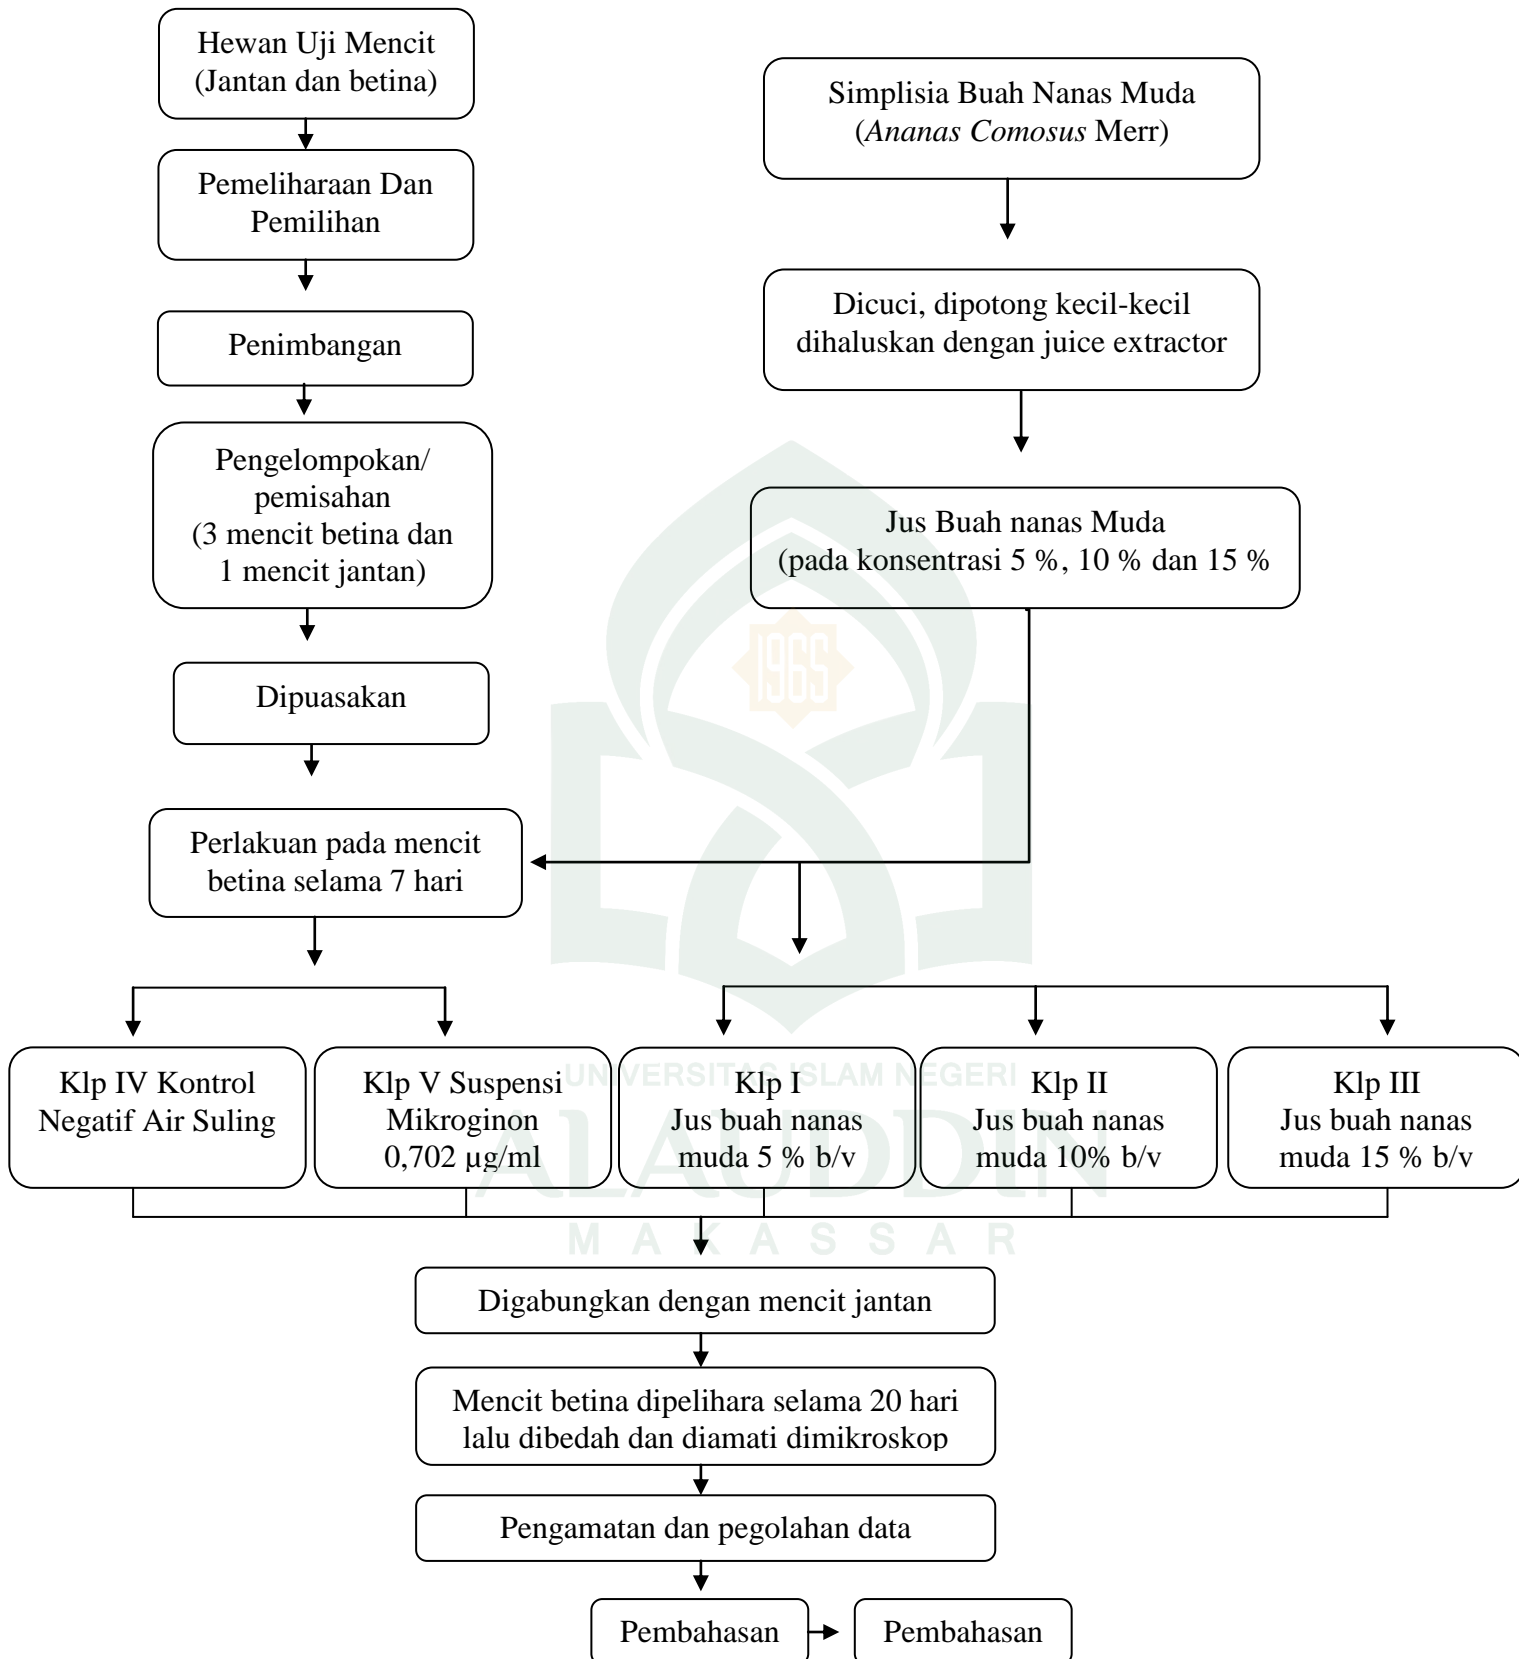 Hewan Uji Mencit
(Jantan dan betina)
Pemeliharaan Dan
Pemilihan
Penimbangan
Pengelompokan/
pemisahan
(3 mencit betina dan
1 mencit jantan)
Dipuasakan
Perlakuan pada mencit
betina selama 7 hari
Simplisia Buah Nanas Muda
(Ananas Comosus Merr)
Dicuci, dipotong kecil-kecil
dihaluskan dengan juice extractor
Jus Buah nanas Muda
(pada konsentrasi 5 %, 10 % dan 15 %
1965
Klp IV Kontrol
Negatif Air Suling
Klp V Suspensi
Mikroginon
0,702 µg/ml
Klp I
Jus buah nanas
muda 5 % b/v
Klp II
Jus buah nanas
muda 10% b/v
Klp III
Jus buah nanas
muda 15 % b/v
UNIVERSITAS ISLAM NEGERI
ALAUDDIN
MAKASSAR
Digabungkan dengan mencit jantan
Mencit betina dipelihara selama 20 hari
lalu dibedah dan diamati dimikroskop
Pengamatan dan pegolahan data
Pembahasan
Pembahasan